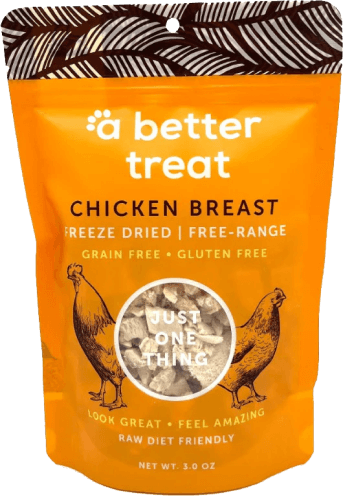 a better
treat
CHICKEN BREAST
FREEZE DRIED | FREE-RANGE
GRAIN FREE • GLUTEN FREE
JUST
ONE
THING
LOOK GREAT • FEEL AMAZING
RAW DIET FRIENDLY
NET WT. 3.0 OZ